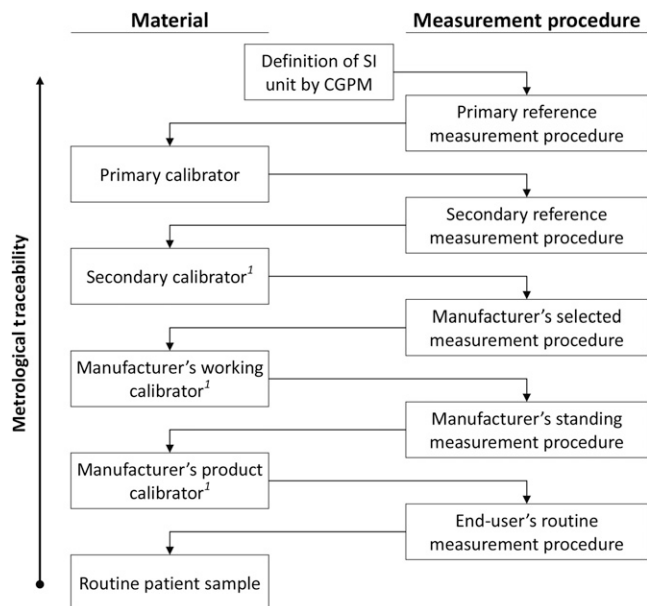 Material
Measurement procedure
Definition of SI
unit by CGPM
Primary reference
measurement procedure
Primary calibrator
Secondary reference
measurement procedure
Secondary calibrator1
Manufacturer's selected
measurement procedure
Manufacturer's working
calibrator1
Manufacturer's standing
measurement procedure
Manufacturer's product
calibrator1
End-user's routine
measurement procedure
Routine patient sample
Metrological traceability